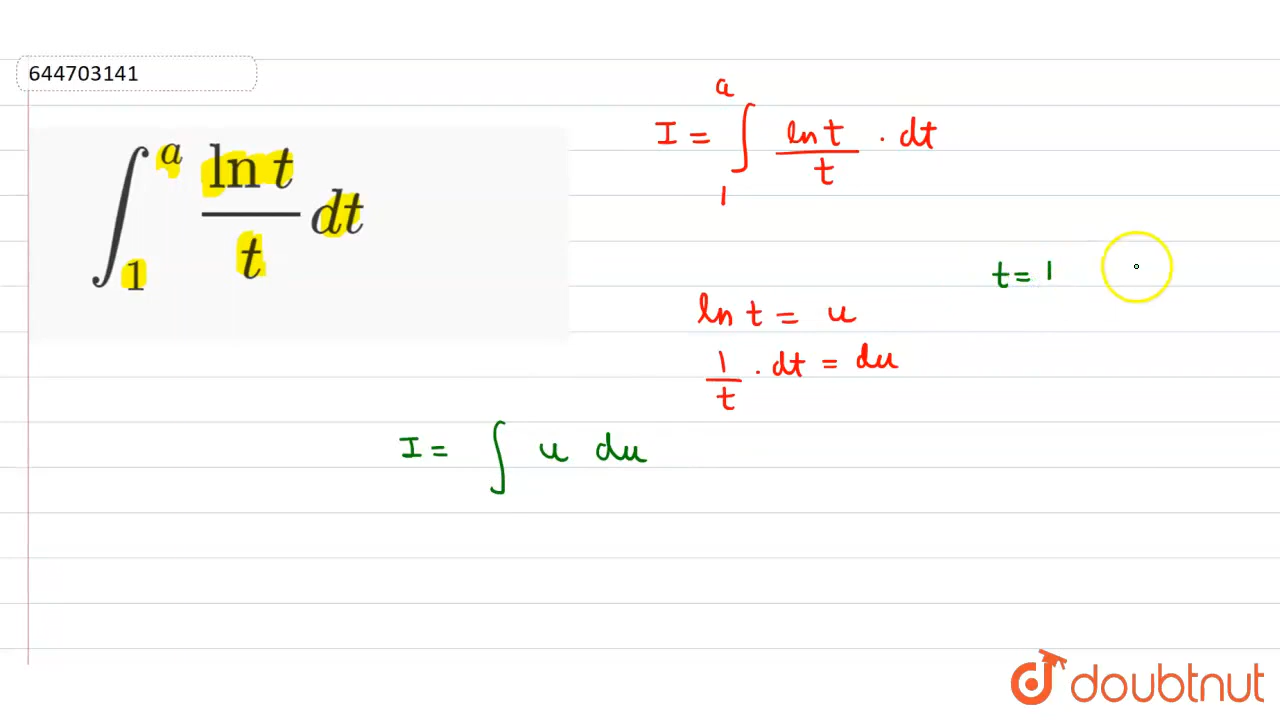 644703141
∫₁ᵃ ln t / t dt
I = ∫₁ᵃ ln t / t · dt
t = 1
ln t = u
1/t · dt = du
I = ∫ u du
doubtnut